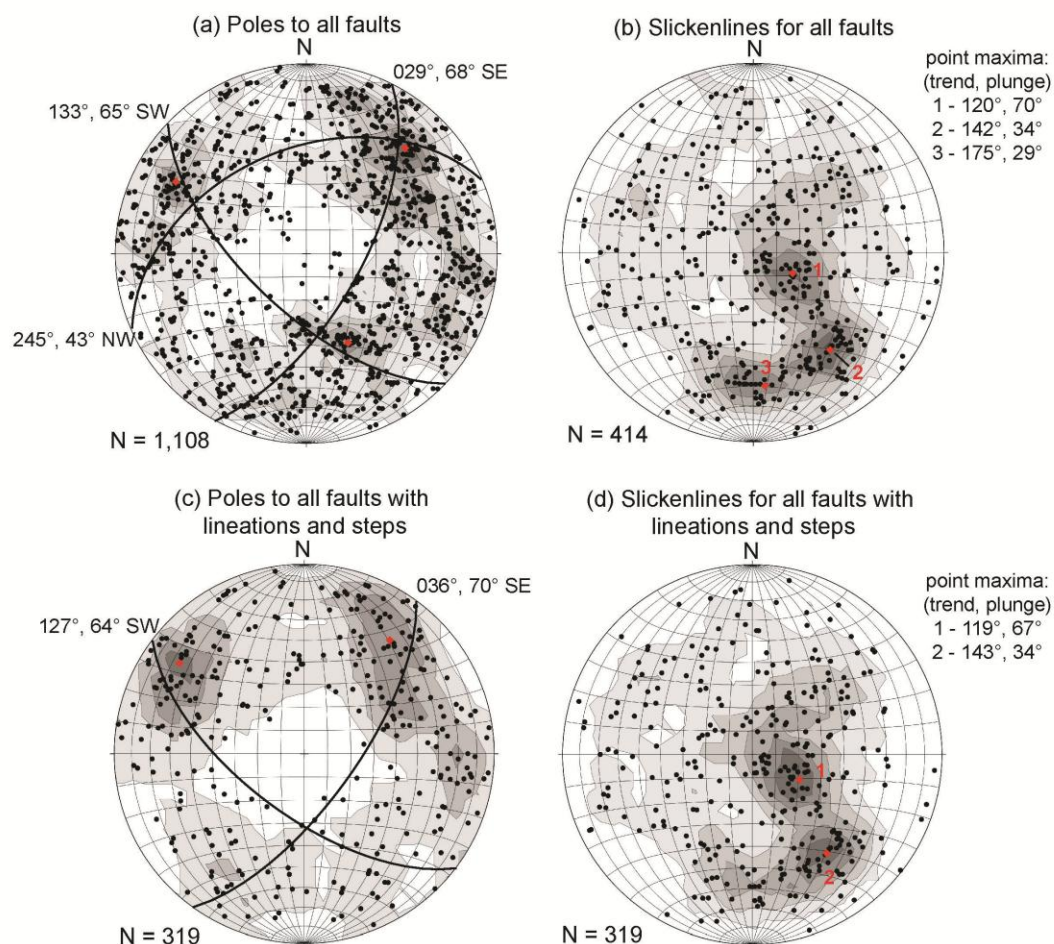 (a) Poles to all faults
N
029°, 68° SE
133°, 65° SW
245°, 43° NW
N = 1,108
(b) Slickenlines for all faults
N
point maxima:
(trend, plunge)
1 - 120°, 70°
2 - 142°, 34°
3 - 175°, 29°
1
2
3
N = 414
(c) Poles to all faults with
lineations and steps
N
036°, 70° SE
127°, 64° SW
N = 319
(d) Slickenlines for all faults with
lineations and steps
N
point maxima:
(trend, plunge)
1 - 119°, 67°
2 - 143°, 34°
1
2
N = 319